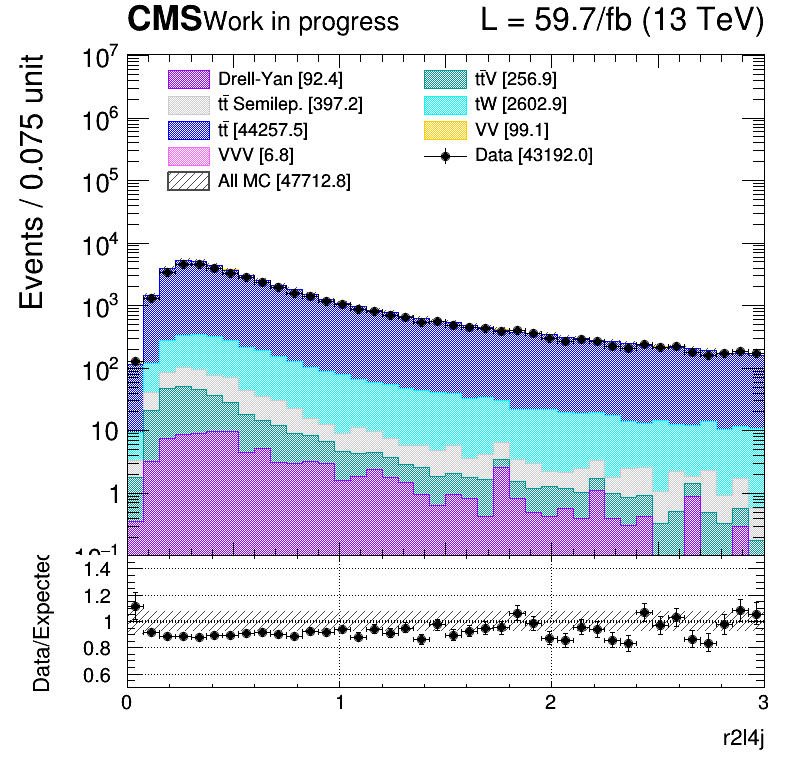 CMS Work in progress L = 59.7/fb (13 TeV)
Events / 0.075 unit
10⁷
10⁶
10⁵
10⁴
10³
10²
10
1
10⁻¹
Drell-Yan [92.4]
tt̄ Semilep. [397.2]
tt̄ [44257.5]
VVV [6.8]
All MC [47712.8]
tt̄V [256.9]
tW [2602.9]
VV [99.1]
Data [43192.0]
Data/Expected
1.4
1.2
1
0.8
0.6
0 1 2 3
r2l4j